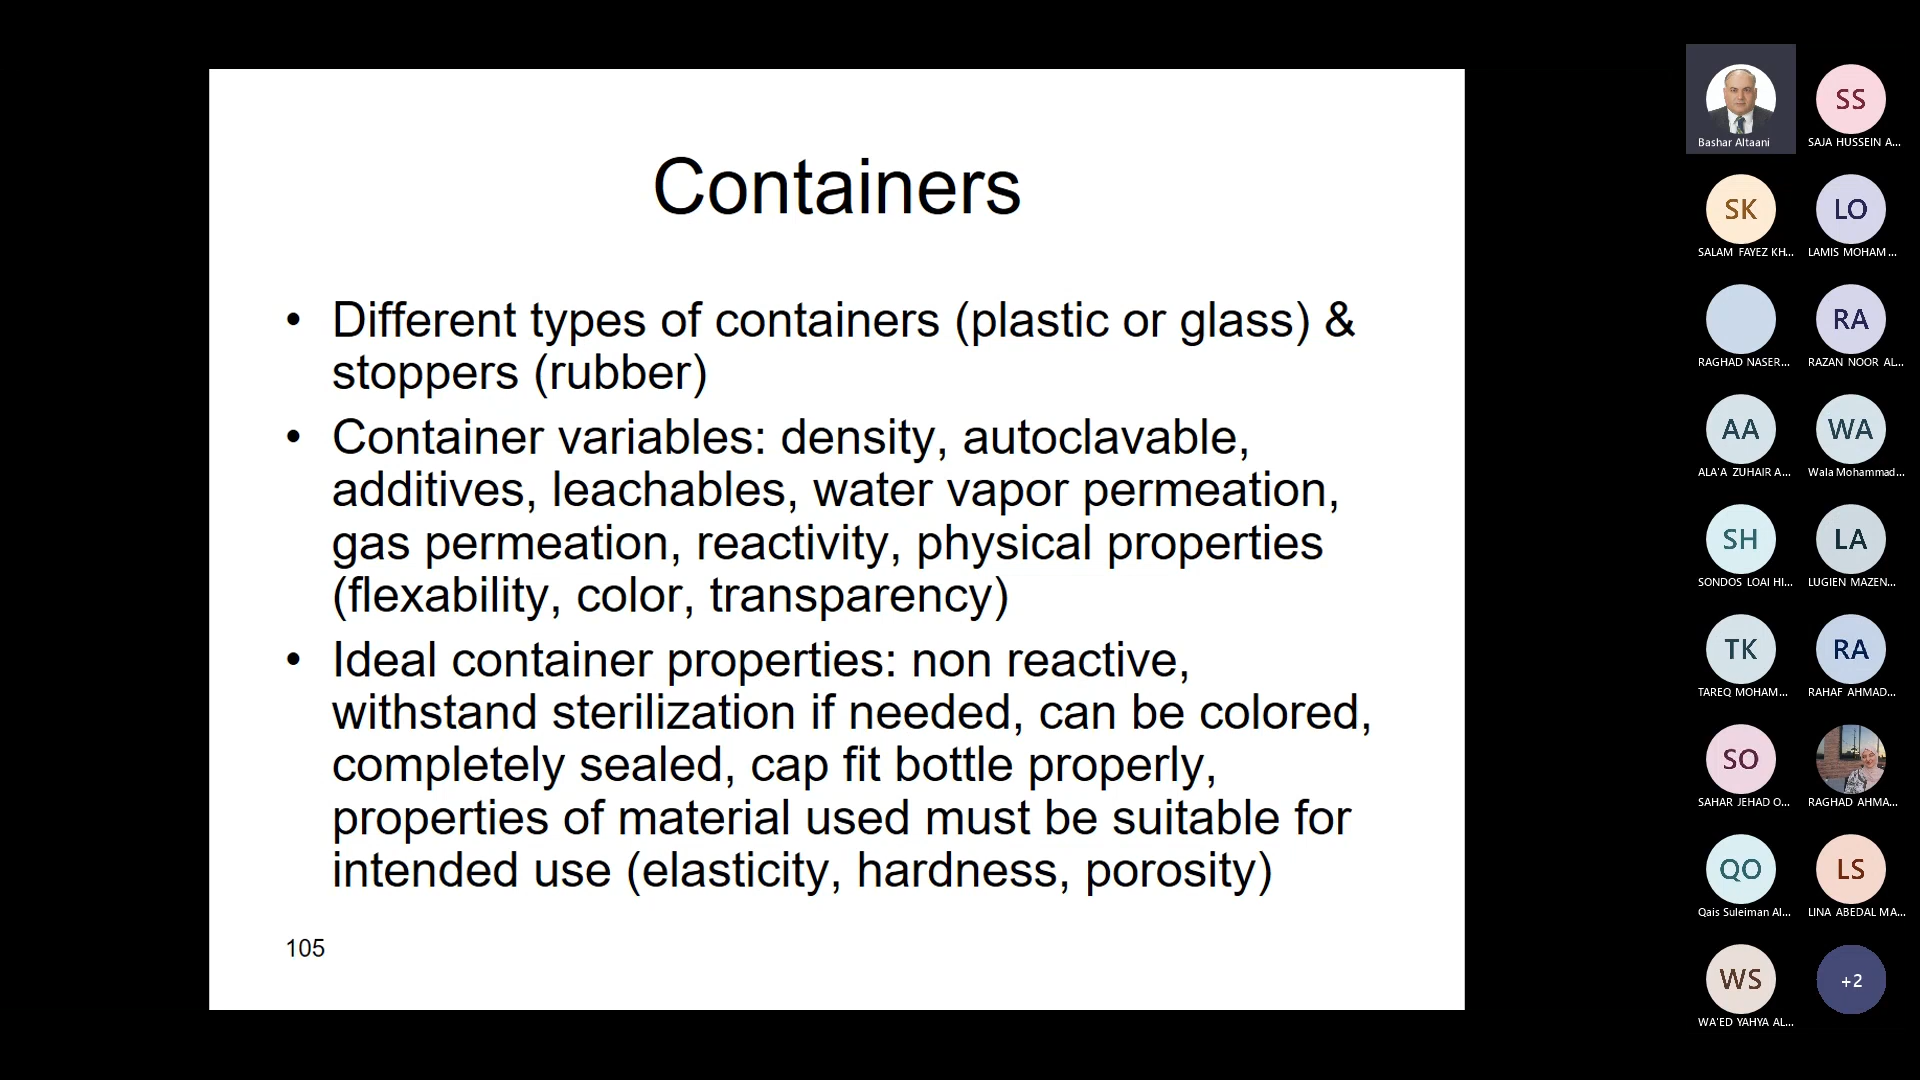 Containers
• Different types of containers (plastic or glass) &
stoppers (rubber)
• Container variables: density, autoclavable,
additives, leachables, water vapor permeation,
gas permeation, reactivity, physical properties
(flexability, color, transparency)
• Ideal container properties: non reactive,
withstand sterilization if needed, can be colored,
completely sealed, cap fit bottle properly,
properties of material used must be suitable for
intended use (elasticity, hardness, porosity)
105
Bashar Altaani
SS
SAJA HUSSEIN A...
SK
SALAM FAYEZ KH...
LO
LAMIS MOHAM...
RAGHAD NASER...
RA
RAZAN NOOR AL...
AA
ALA'A ZUHAIR A...
WA
Wala Mohammad...
SH
SONDOS LOAI HI...
LA
LUGIEN MAZEN...
TK
TAREQ MOHAM...
RA
RAHAF AHMAD...
SO
SAHAR JEHAD O...
RAGHAD AHMA...
QO
Qais Suleiman Al...
LS
LINA ABEDAL MA...
WS
WA'ED YAHYA AL...
+2